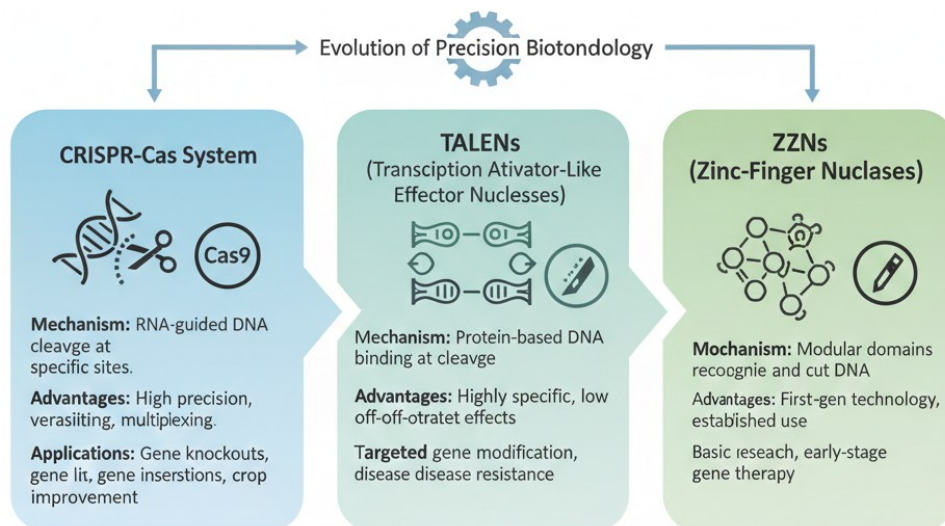 Evolution of Precision Biotondology
CRISPR-Cas System
Cas9
Mechanism: RNA-guided DNA
cleavge at
specific sites.
Advantages: High precision,
verasiiting, multiplexing.
Applications: Gene knockouts,
gene lit, gene inserstions, crop
improvement
TALENs
(Transciption Ativator-Like
Effector Nuclesses)
Mechanism: Protein-based DNA
binding at cleavge
Advantages: Highly specific, low
off-off-otratet effects
Targeted gene modification,
disease disease resistance
ZZNs
(Zinc-Finger Nuclases)
Mochanism: Modular domains
recoognie and cut DNA
Advantages: First-gen technology,
established use
Basic reseach, early-stage
gene therapy